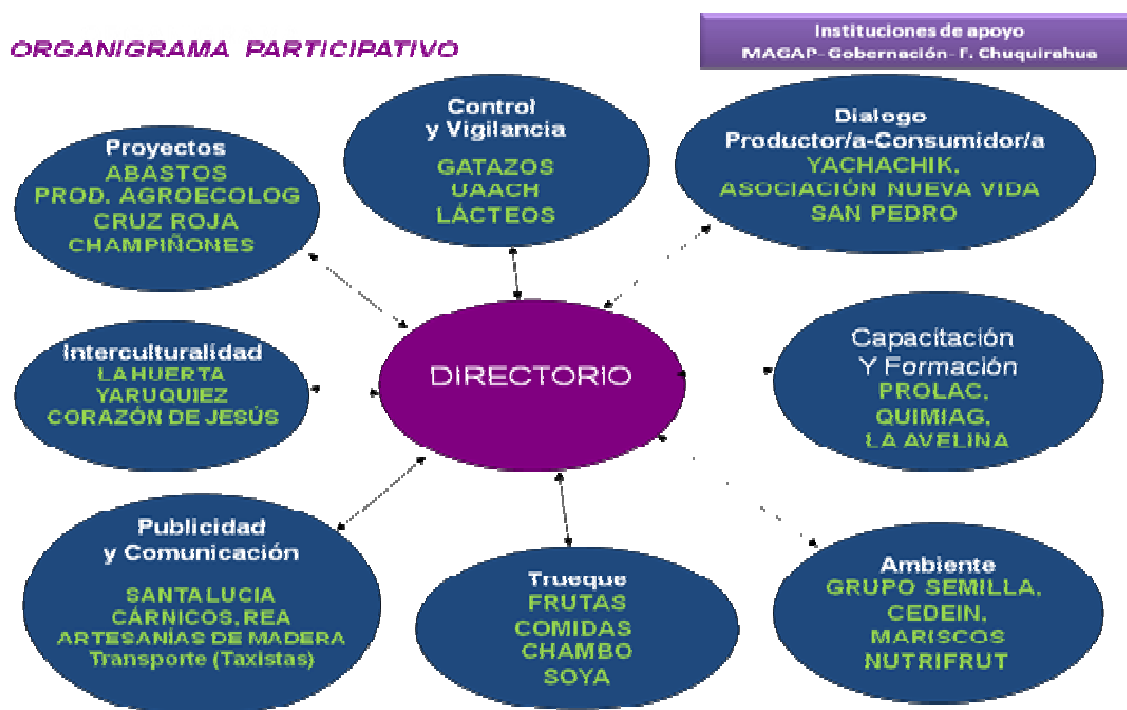 ORGANIGRAMA PARTICIPATIVO
Instituciones de apoyo
MAGAP- Gobernación- F. Chuquirahua
Proyectos
ABASTOS
PROD. AGROECOLOG
CRUZ ROJA
CHAMPIÑONES
Control
y Vigilancia
GATAZOS
UAACH
LÁCTEOS
Dialogo
Productor/a-Consumidor/a
YACHACHIK,
ASOCIACIÓN NUEVA VIDA
SAN PEDRO
Interculturalidad
LA HUERTA
YARUQUIEZ
CORAZÓN DE JESÚS
DIRECTORIO
Capacitación
Y Formación
PROLAC,
QUIMIAG,
LA AVELINA
Publicidad
y Comunicación
SANTA LUCIA
CÁRNICOS, REA
ARTESANÍAS DE MADERA
Transporte (Taxistas)
Trueque
FRUTAS
COMIDAS
CHAMBO
SOYA
Ambiente
GRUPO SEMILLA,
CEDEIN,
MARISCOS
NUTRIFRUT